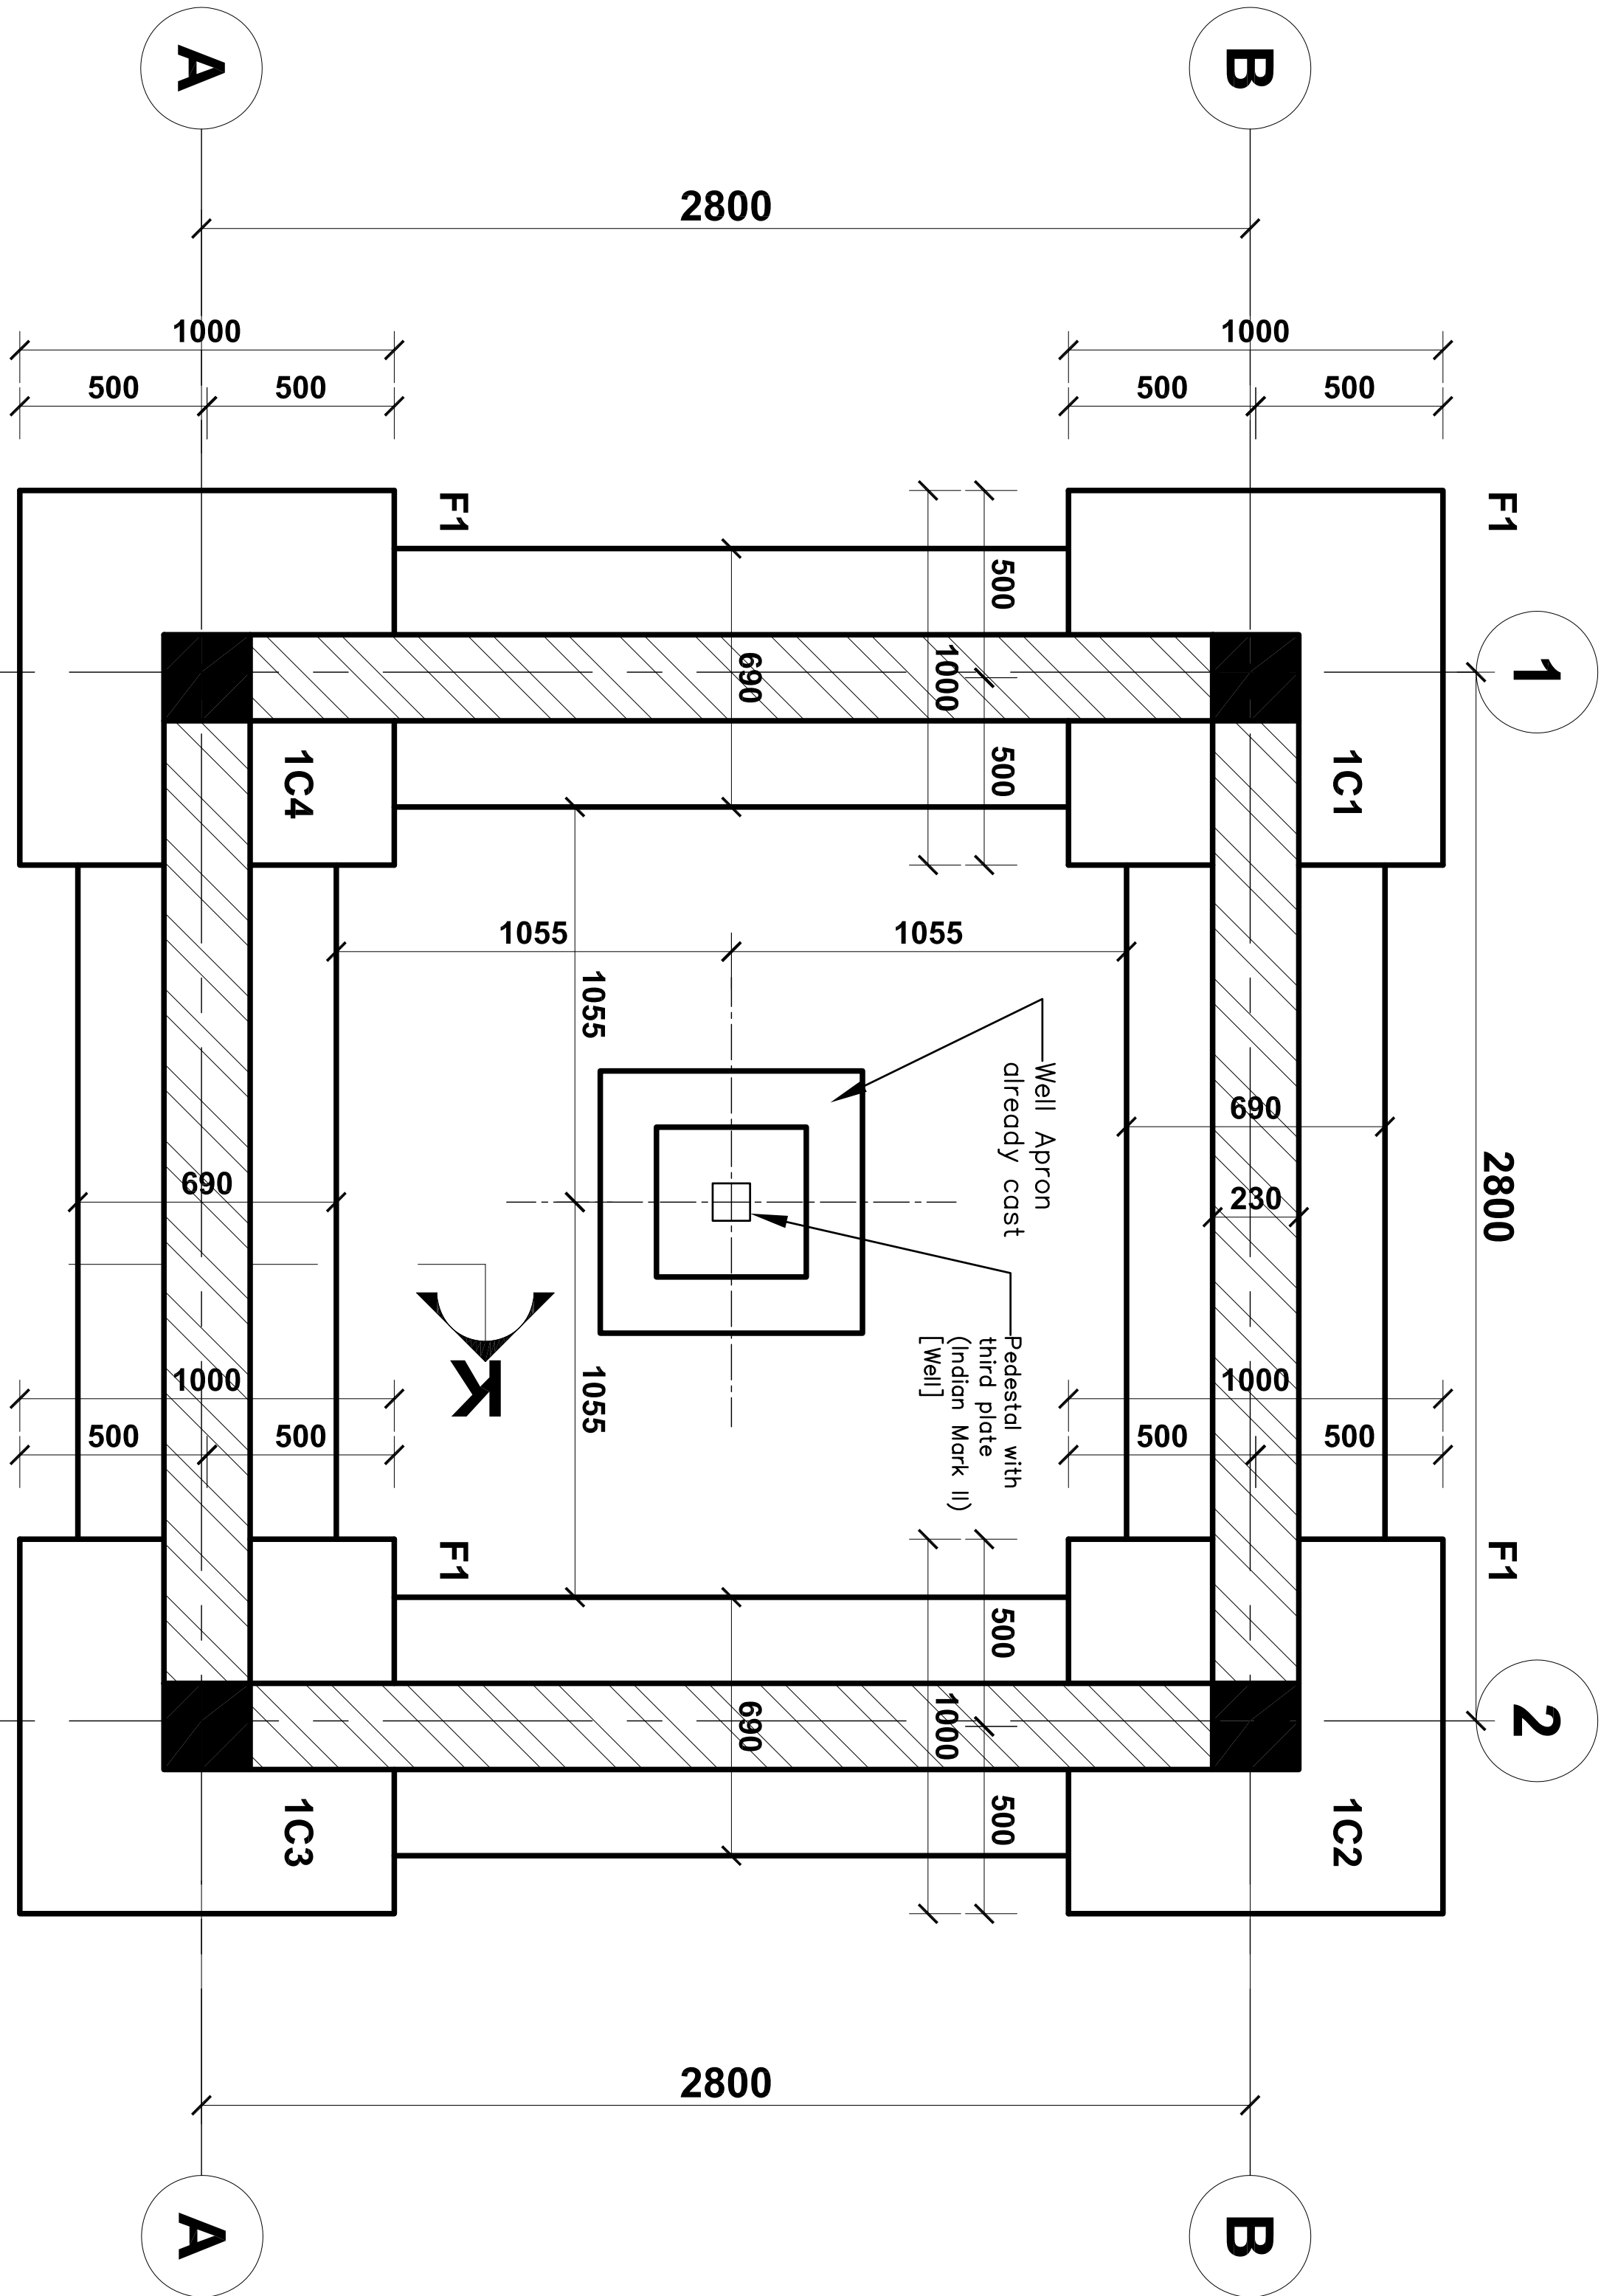 A
B
2800
1000
1000
500
500
500
500
F1
F1
1
500
1000
690
500
1C4
1C1
1055
1055
1055
Well Apron
already cast
690
690
230
2800
Pedestal with
third plate
(Indian Mark II)
[Well]
K
1000
1055
1000
500
500
500
500
F1
F1
500
1000
690
2
500
1C3
1C2
2800
A
B